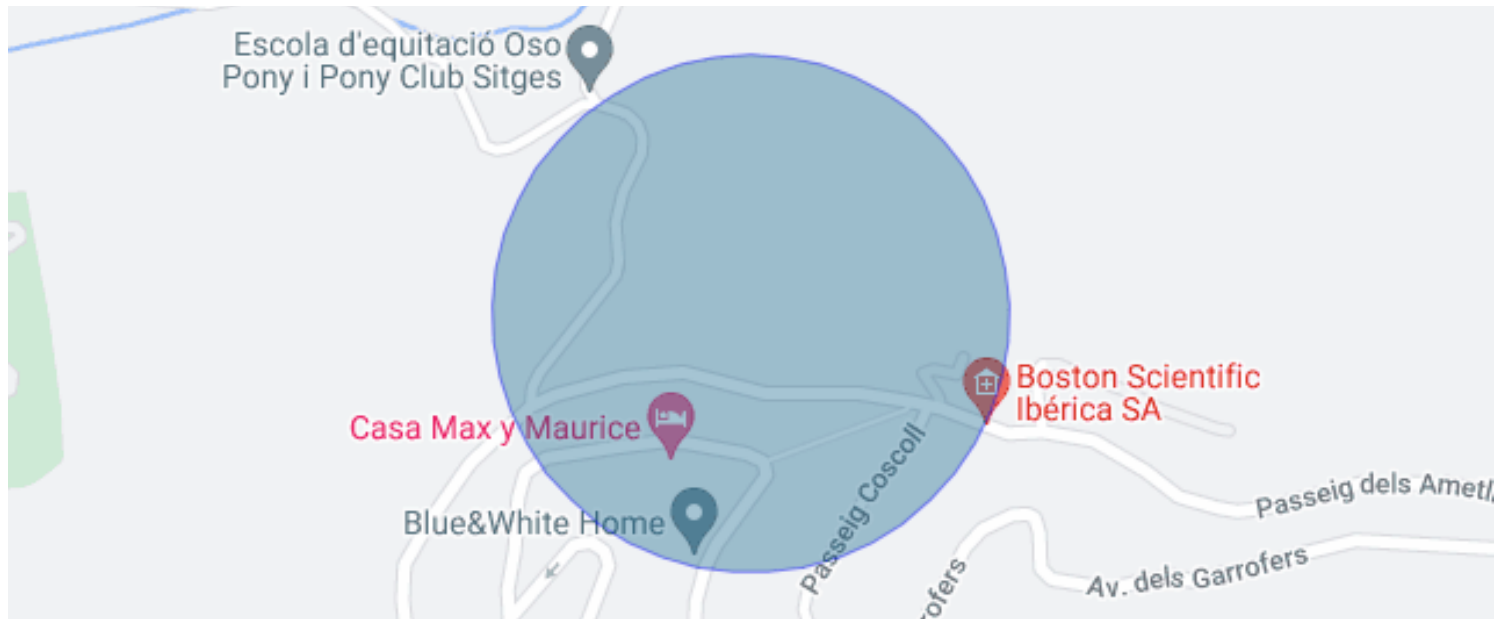 Escola d'equitació Oso
Pony i Pony Club Sitges
Boston Scientific
Ibérica SA
Casa Max y Maurice
Passeig Coscoll
Passeig dels Ametl
Blue&White Home
Av. dels Garrofers
rofers